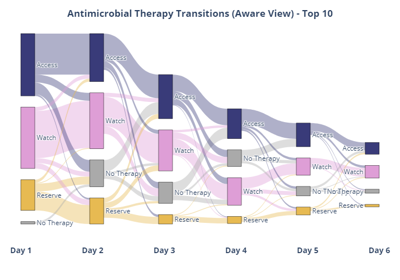 Antimicrobial Therapy Transitions (Aware View) - Top 10
Access
Watch
Reserve
No Therapy
Access
Watch
No Therapy
Reserve
Access
Watch
No Therapy
Reserve
Access
No Therapy
Watch
Reserve
Access
Watch
No Therapy
Reserve
Access
Watch
No Therapy
Reserve
Day 1 Day 2 Day 3 Day 4 Day 5 Day 6